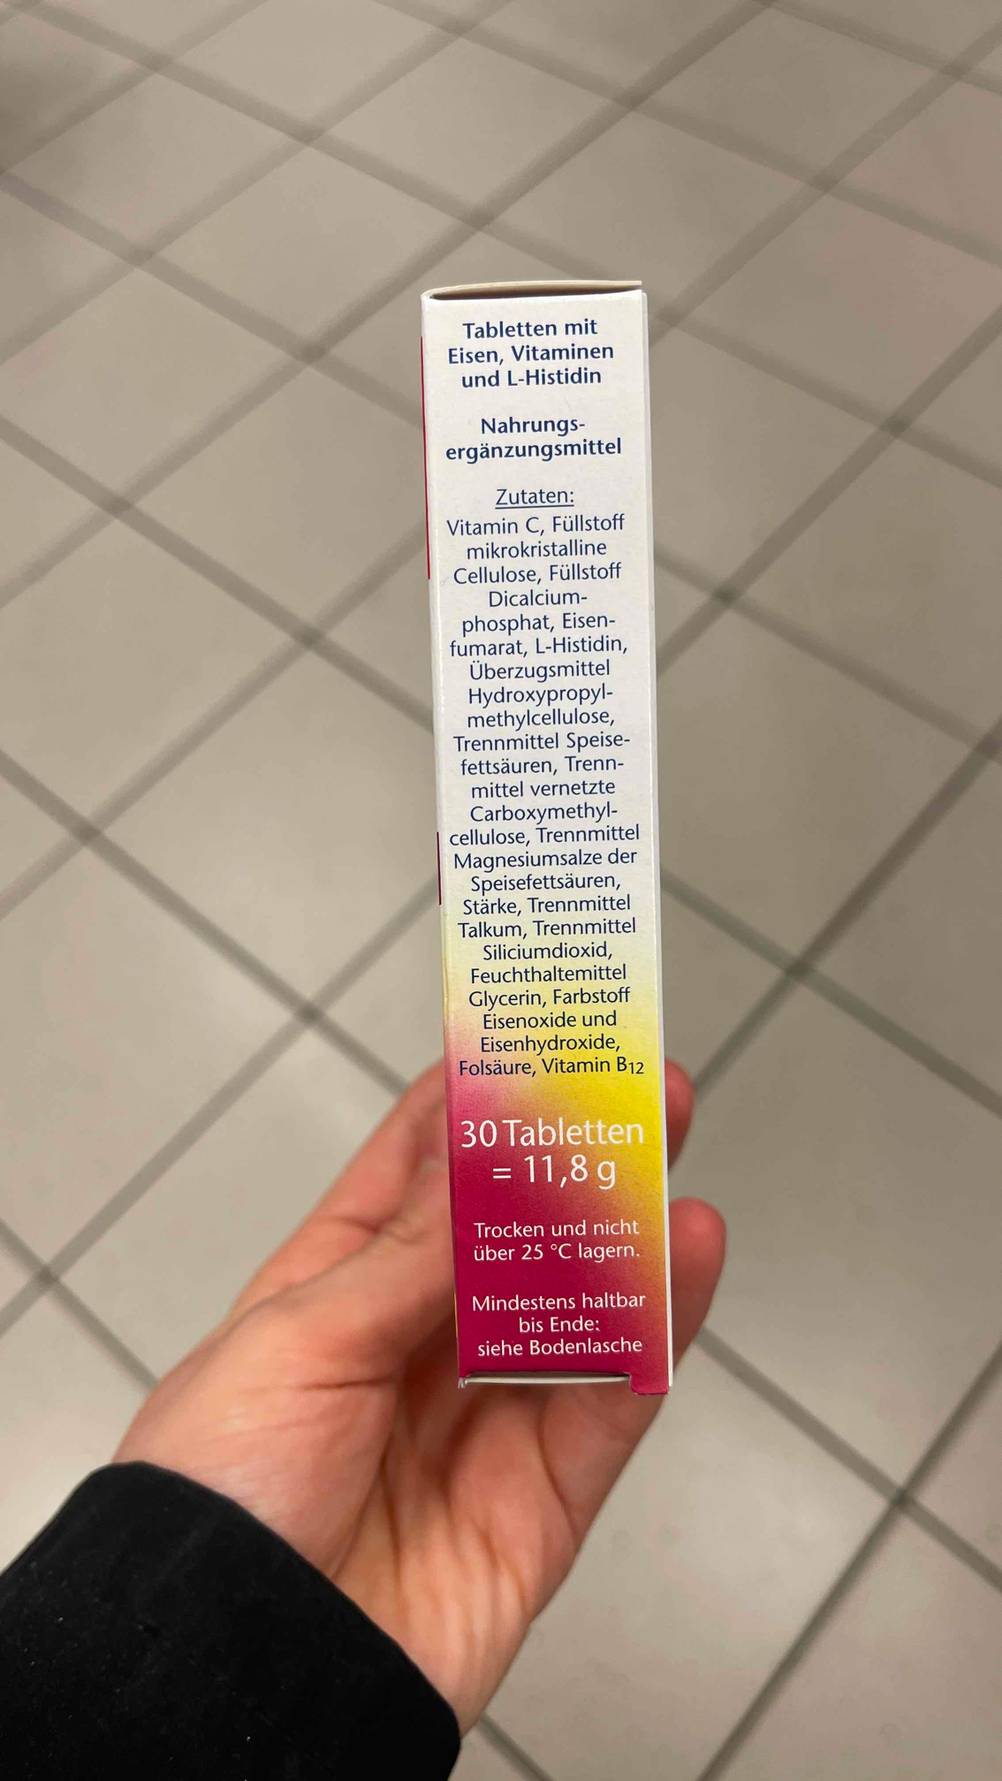 Tabletten mit
Eisen, Vitaminen
und L-Histidin
Nahrungs-
ergänzungsmittel
Zutaten:
Vitamin C, Füllstoff
mikrokristalline
Cellulose, Füllstoff
Dicalcium-
phosphat, Eisen-
fumarat, L-Histidin,
Überzugsmittel
Hydroxypropyl-
methylcellulose,
Trennmittel Speise-
fettsäuren, Trenn-
mittel vernetzte
Carboxymethyl-
cellulose, Trennmittel
Magnesiumsalze der
Speisefettsäuren,
Stärke, Trennmittel
Talkum, Trennmittel
Siliciumdioxid,
Feuchthaltemittel
Glycerin, Farbstoff
Eisenoxide und
Eisenhydroxide,
Folsäure, Vitamin B12
30 Tabletten
= 11,8 g
Trocken und nicht
über 25 °C lagern.
Mindestens haltbar
bis Ende:
siehe Bodenlasche